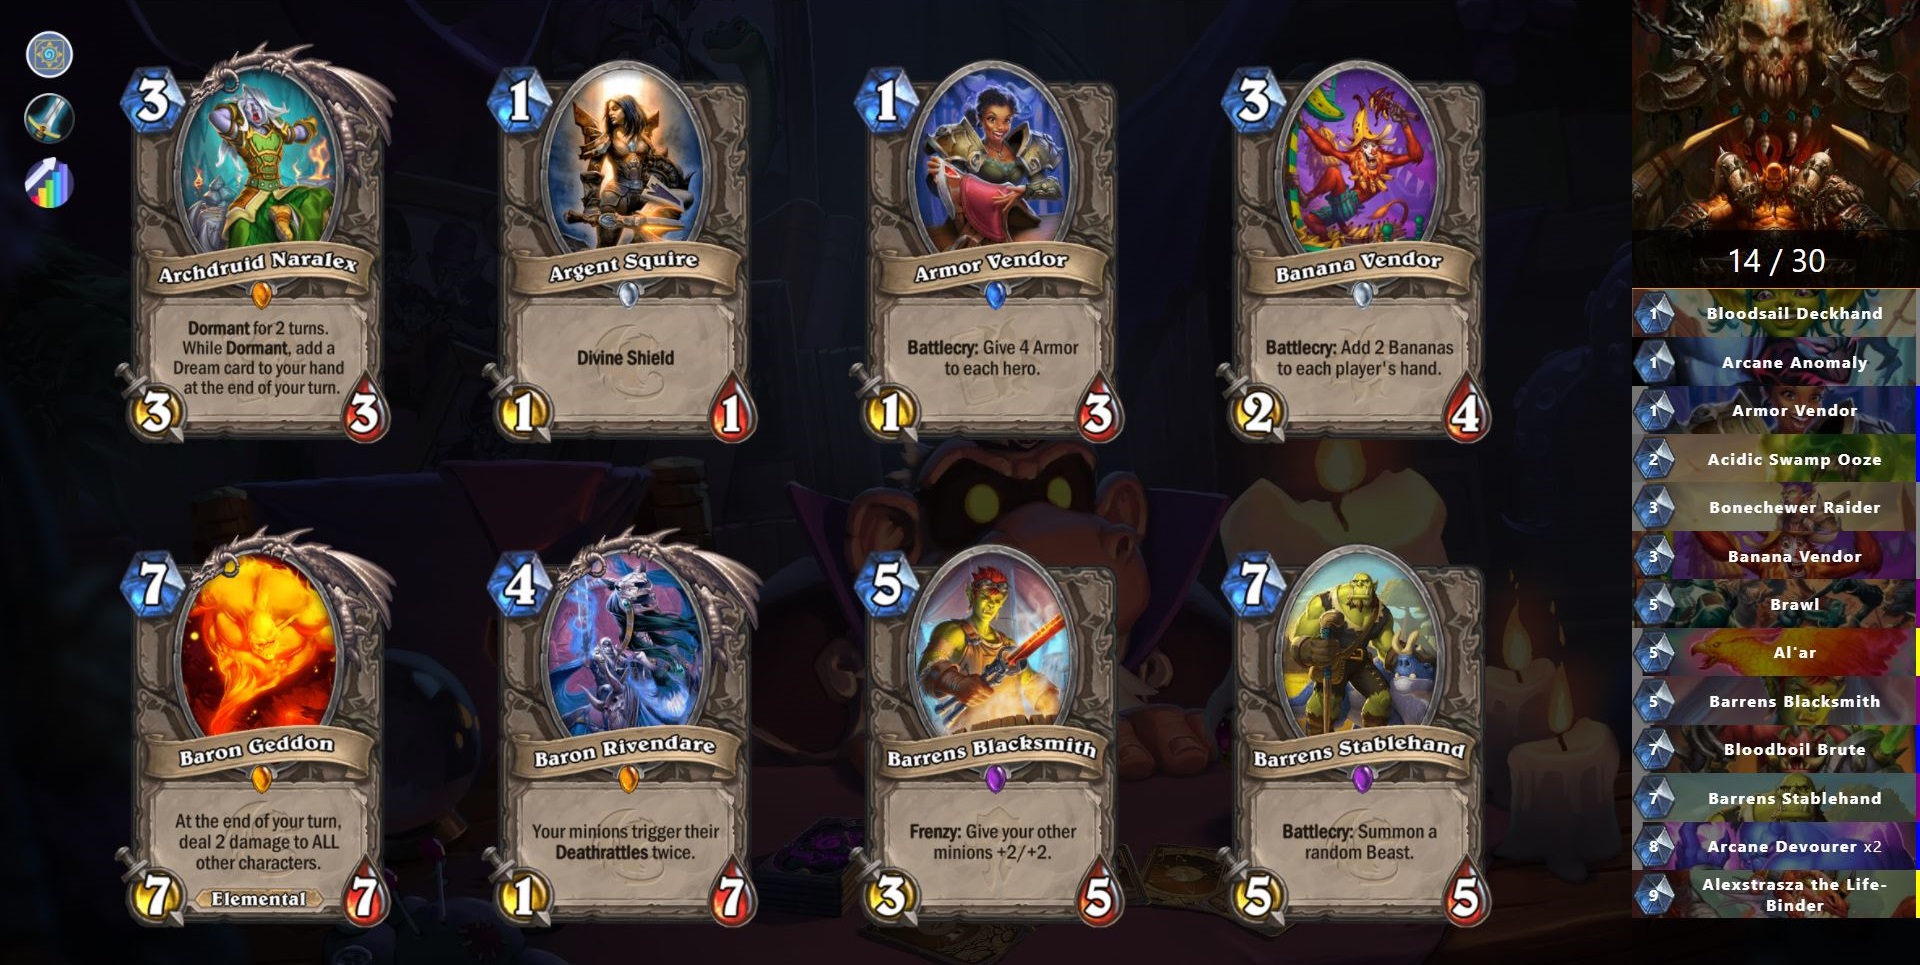 3
Archdruid Naralex
Dormant for 2 turns.
While Dormant, add a
Dream card to your hand
at the end of your turn.
3
3
1
Argent Squire
Divine Shield
1
1
1
Armor Vendor
Battlecry: Give 4 Armor
to each hero.
1
3
3
Banana Vendor
Battlecry: Add 2 Bananas
to each player's hand.
2
4
7
Baron Geddon
At the end of your turn,
deal 2 damage to ALL
other characters.
7
Elemental
7
4
Baron Rivendare
Your minions trigger their
Deathrattles twice.
1
7
5
Barrens Blacksmith
Frenzy: Give your other
minions +2/+2.
3
5
7
Barrens Stablehand
Battlecry: Summon a
random Beast.
5
5
14 / 30
1 Bloodsail Deckhand
1 Arcane Anomaly
1 Armor Vendor
2 Acidic Swamp Ooze
3 Bonechewer Raider
3 Banana Vendor
5 Brawl
5 Al'ar
5 Barrens Blacksmith
7 Bloodboil Brute
7 Barrens Stablehand
8 Arcane Devourer x2
9 Alexstrasza the Life-
Binder